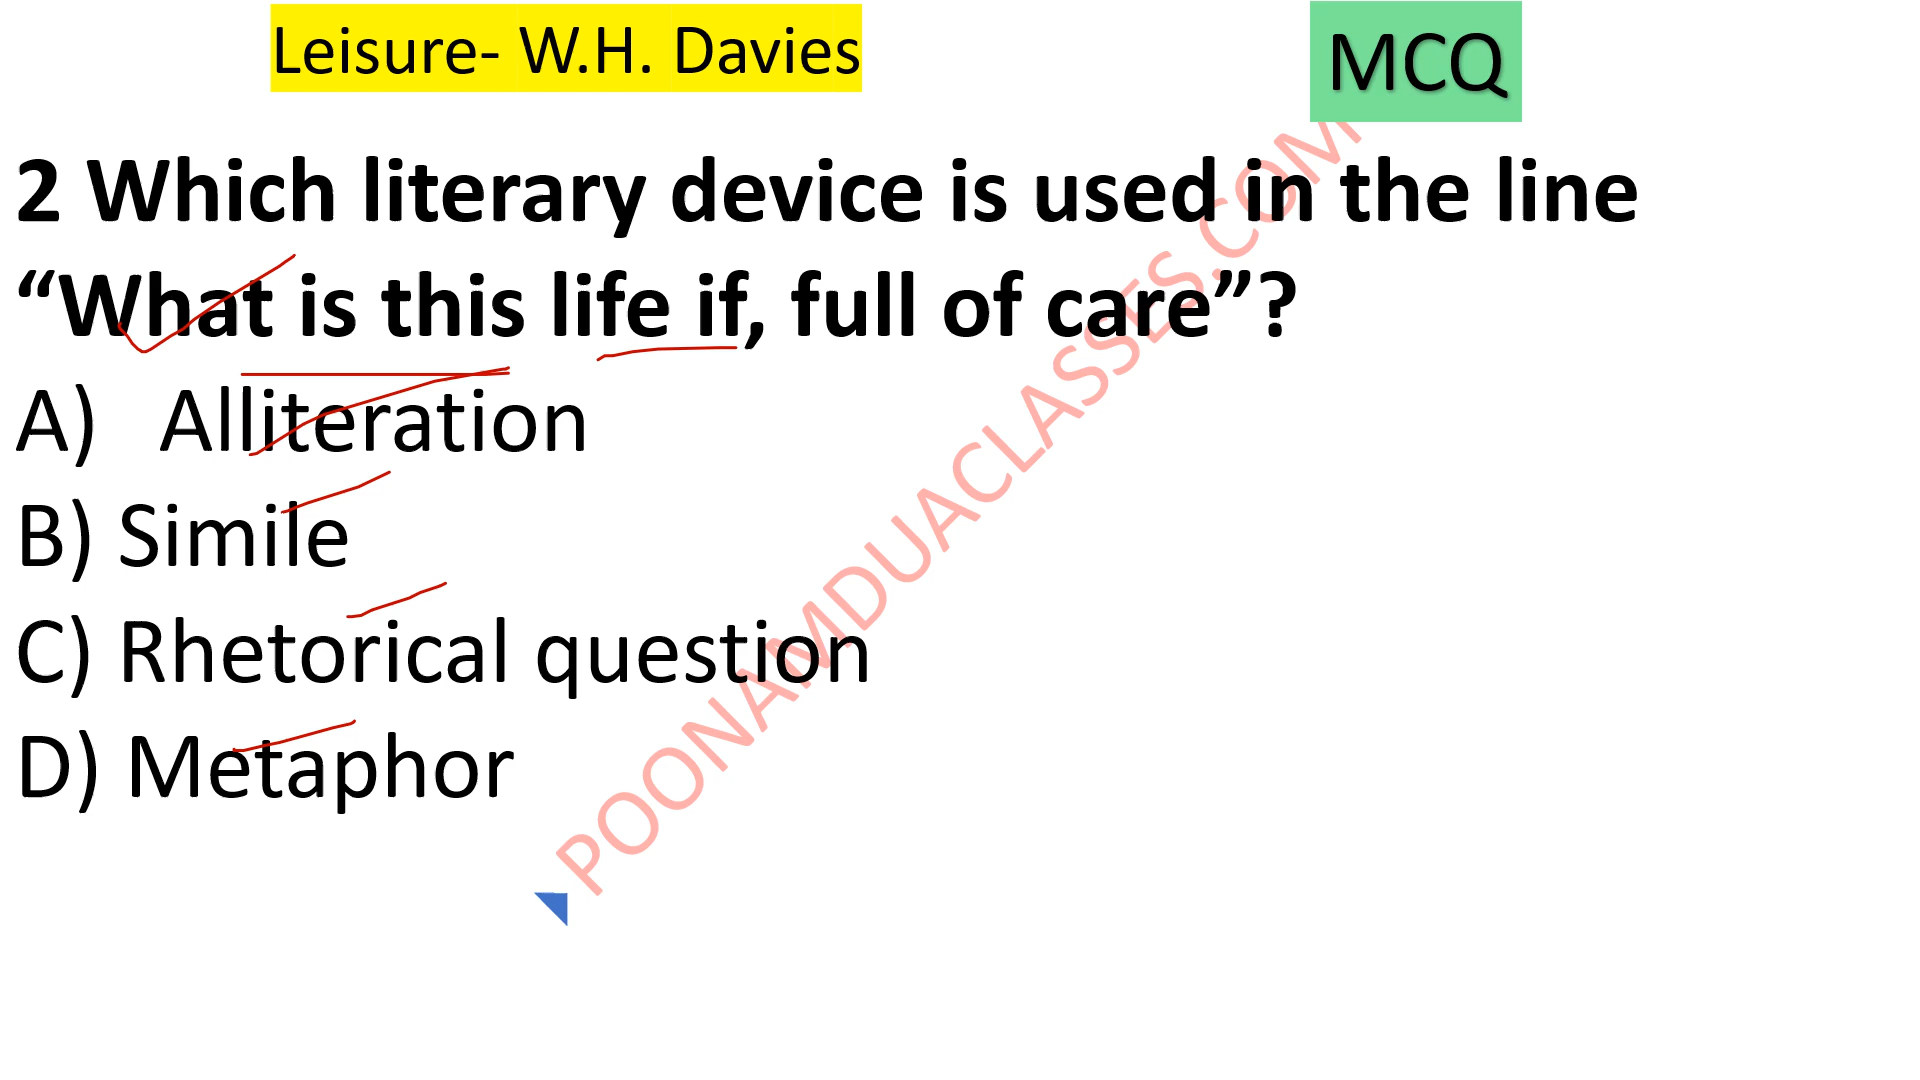 Leisure- W.H. Davies
MCQ
2 Which literary device is used in the line
“What is this life if, full of care”?
A) Alliteration
B) Simile
C) Rhetorical question
D) Metaphor
POONAMDUACLASSES.COM